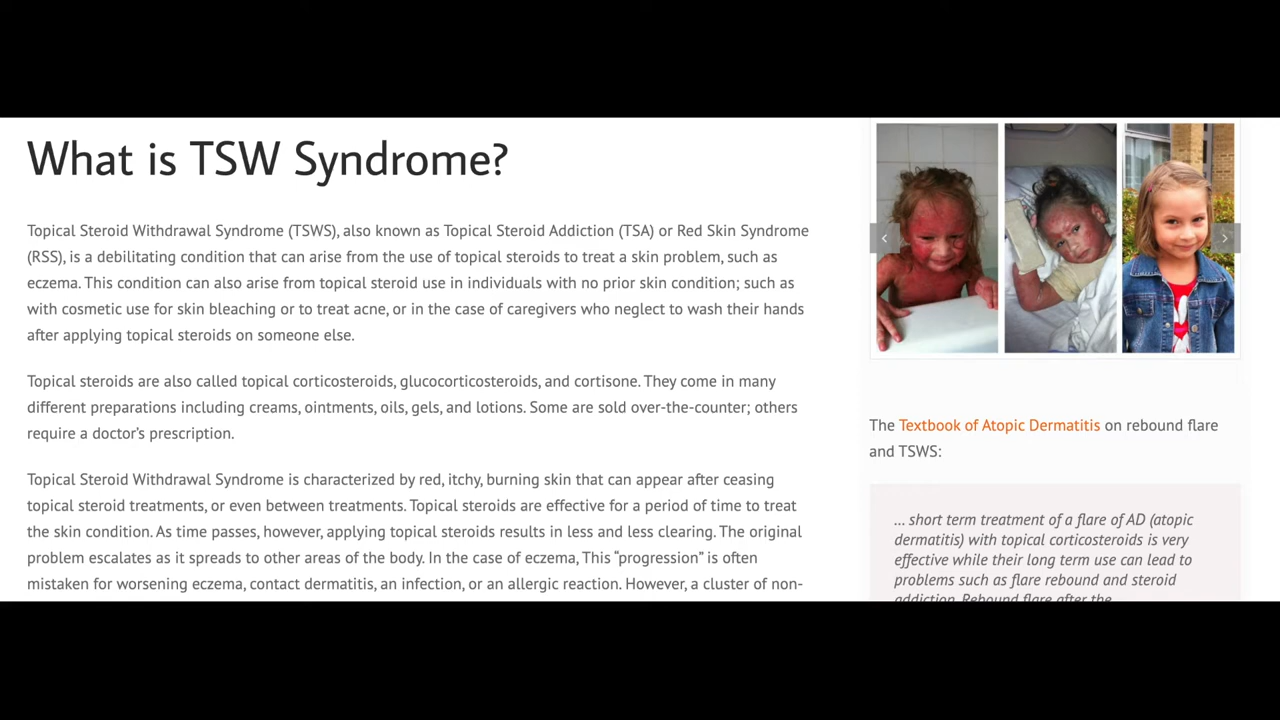 What is TSW Syndrome?
Topical Steroid Withdrawal Syndrome (TSWS), also known as Topical Steroid Addiction (TSA) or Red Skin Syndrome
(RSS), is a debilitating condition that can arise from the use of topical steroids to treat a skin problem, such as
eczema. This condition can also arise from topical steroid use in individuals with no prior skin condition; such as
with cosmetic use for skin bleaching or to treat acne, or in the case of caregivers who neglect to wash their hands
after applying topical steroids on someone else.
Topical steroids are also called topical corticosteroids, glucocorticosteroids, and cortisone. They come in many
different preparations including creams, ointments, oils, gels, and lotions. Some are sold over-the-counter; others
require a doctor’s prescription.
Topical Steroid Withdrawal Syndrome is characterized by red, itchy, burning skin that can appear after ceasing
topical steroid treatments, or even between treatments. Topical steroids are effective for a period of time to treat
the skin condition. As time passes, however, applying topical steroids results in less and less clearing. The original
problem escalates as it spreads to other areas of the body. In the case of eczema, This “progression” is often
mistaken for worsening eczema, contact dermatitis, an infection, or an allergic reaction. However, a cluster of non-
The Textbook of Atopic Dermatitis on rebound flare
and TSWS:
... short term treatment of a flare of AD (atopic
dermatitis) with topical corticosteroids is very
effective while their long term use can lead to
problems such as flare rebound and steroid
addiction. Rebound flare after the